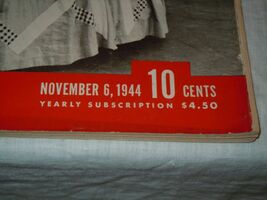 NOVEMBER 6, 1944 10 CENTS
YEARLY SUBSCRIPTION $4.50